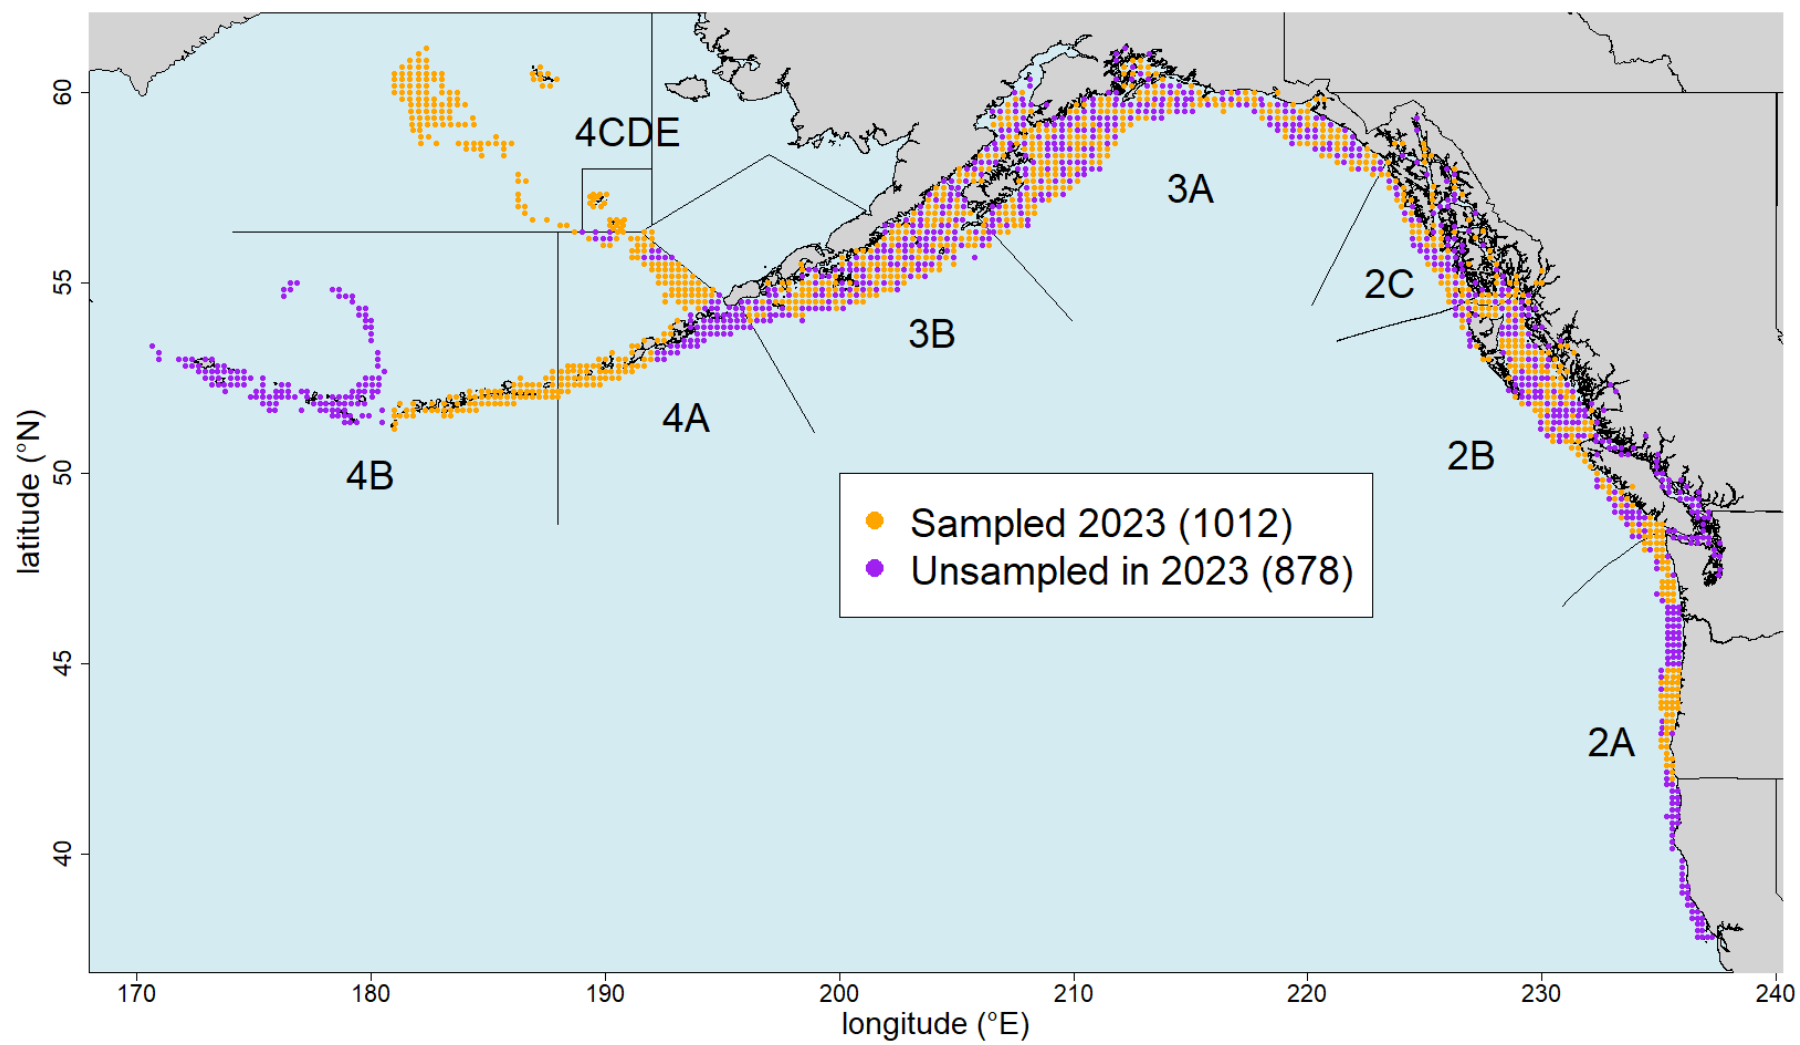 60
55
50
45
40
latitude (°N)
4CDE
3A
2C
3B
4A
2B
4B
2A
Sampled 2023 (1012)
Unsampled in 2023 (878)
170
180
190
200
210
220
230
240
longitude (°E)